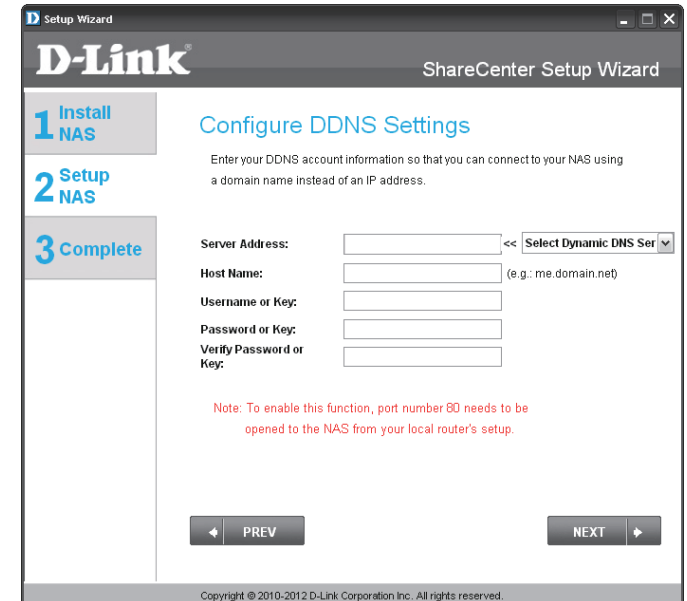 Setup Wizard
D-Link®
ShareCenter Setup Wizard
1 Install NAS
2 Setup NAS
3 Complete
Configure DDNS Settings
Enter your DDNS account information so that you can connect to your NAS using
a domain name instead of an IP address.
Server Address: << Select Dynamic DNS Ser
Host Name: (e.g.: me.domain.net)
Username or Key:
Password or Key:
Verify Password or
Key:
Note: To enable this function, port number 80 needs to be
opened to the NAS from your local router's setup.
PREV NEXT
Copyright © 2010-2012 D-Link Corporation Inc. All rights reserved.